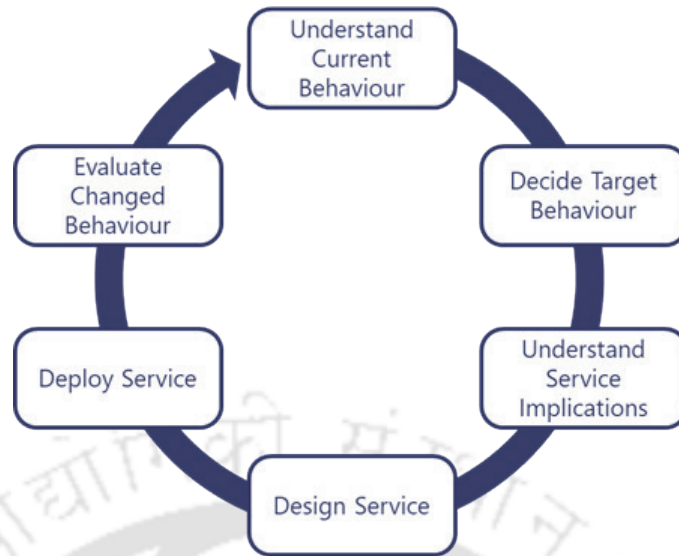 Understand
Current
Behaviour
Decide Target
Behaviour
Understand
Service
Implications
Design Service
Deploy Service
Evaluate
Changed
Behaviour